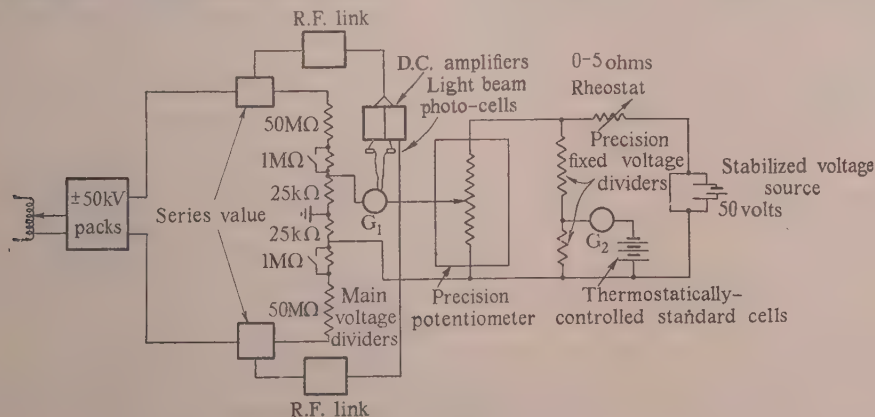 R.F. link
D.C. amplifiers
Light beam
photo-cells
0-5 ohms
Rheostat
50MΩ
1MΩ
25kΩ
25kΩ
1MΩ
50MΩ
±50kV
packs
Series value
G₁
Precision
fixed voltage
dividers
G₂
Stabilized voltage
source
50 volts
Main
voltage
dividers
Precision
potentiometer
Thermostatically-
controlled standard cells
R.F. link